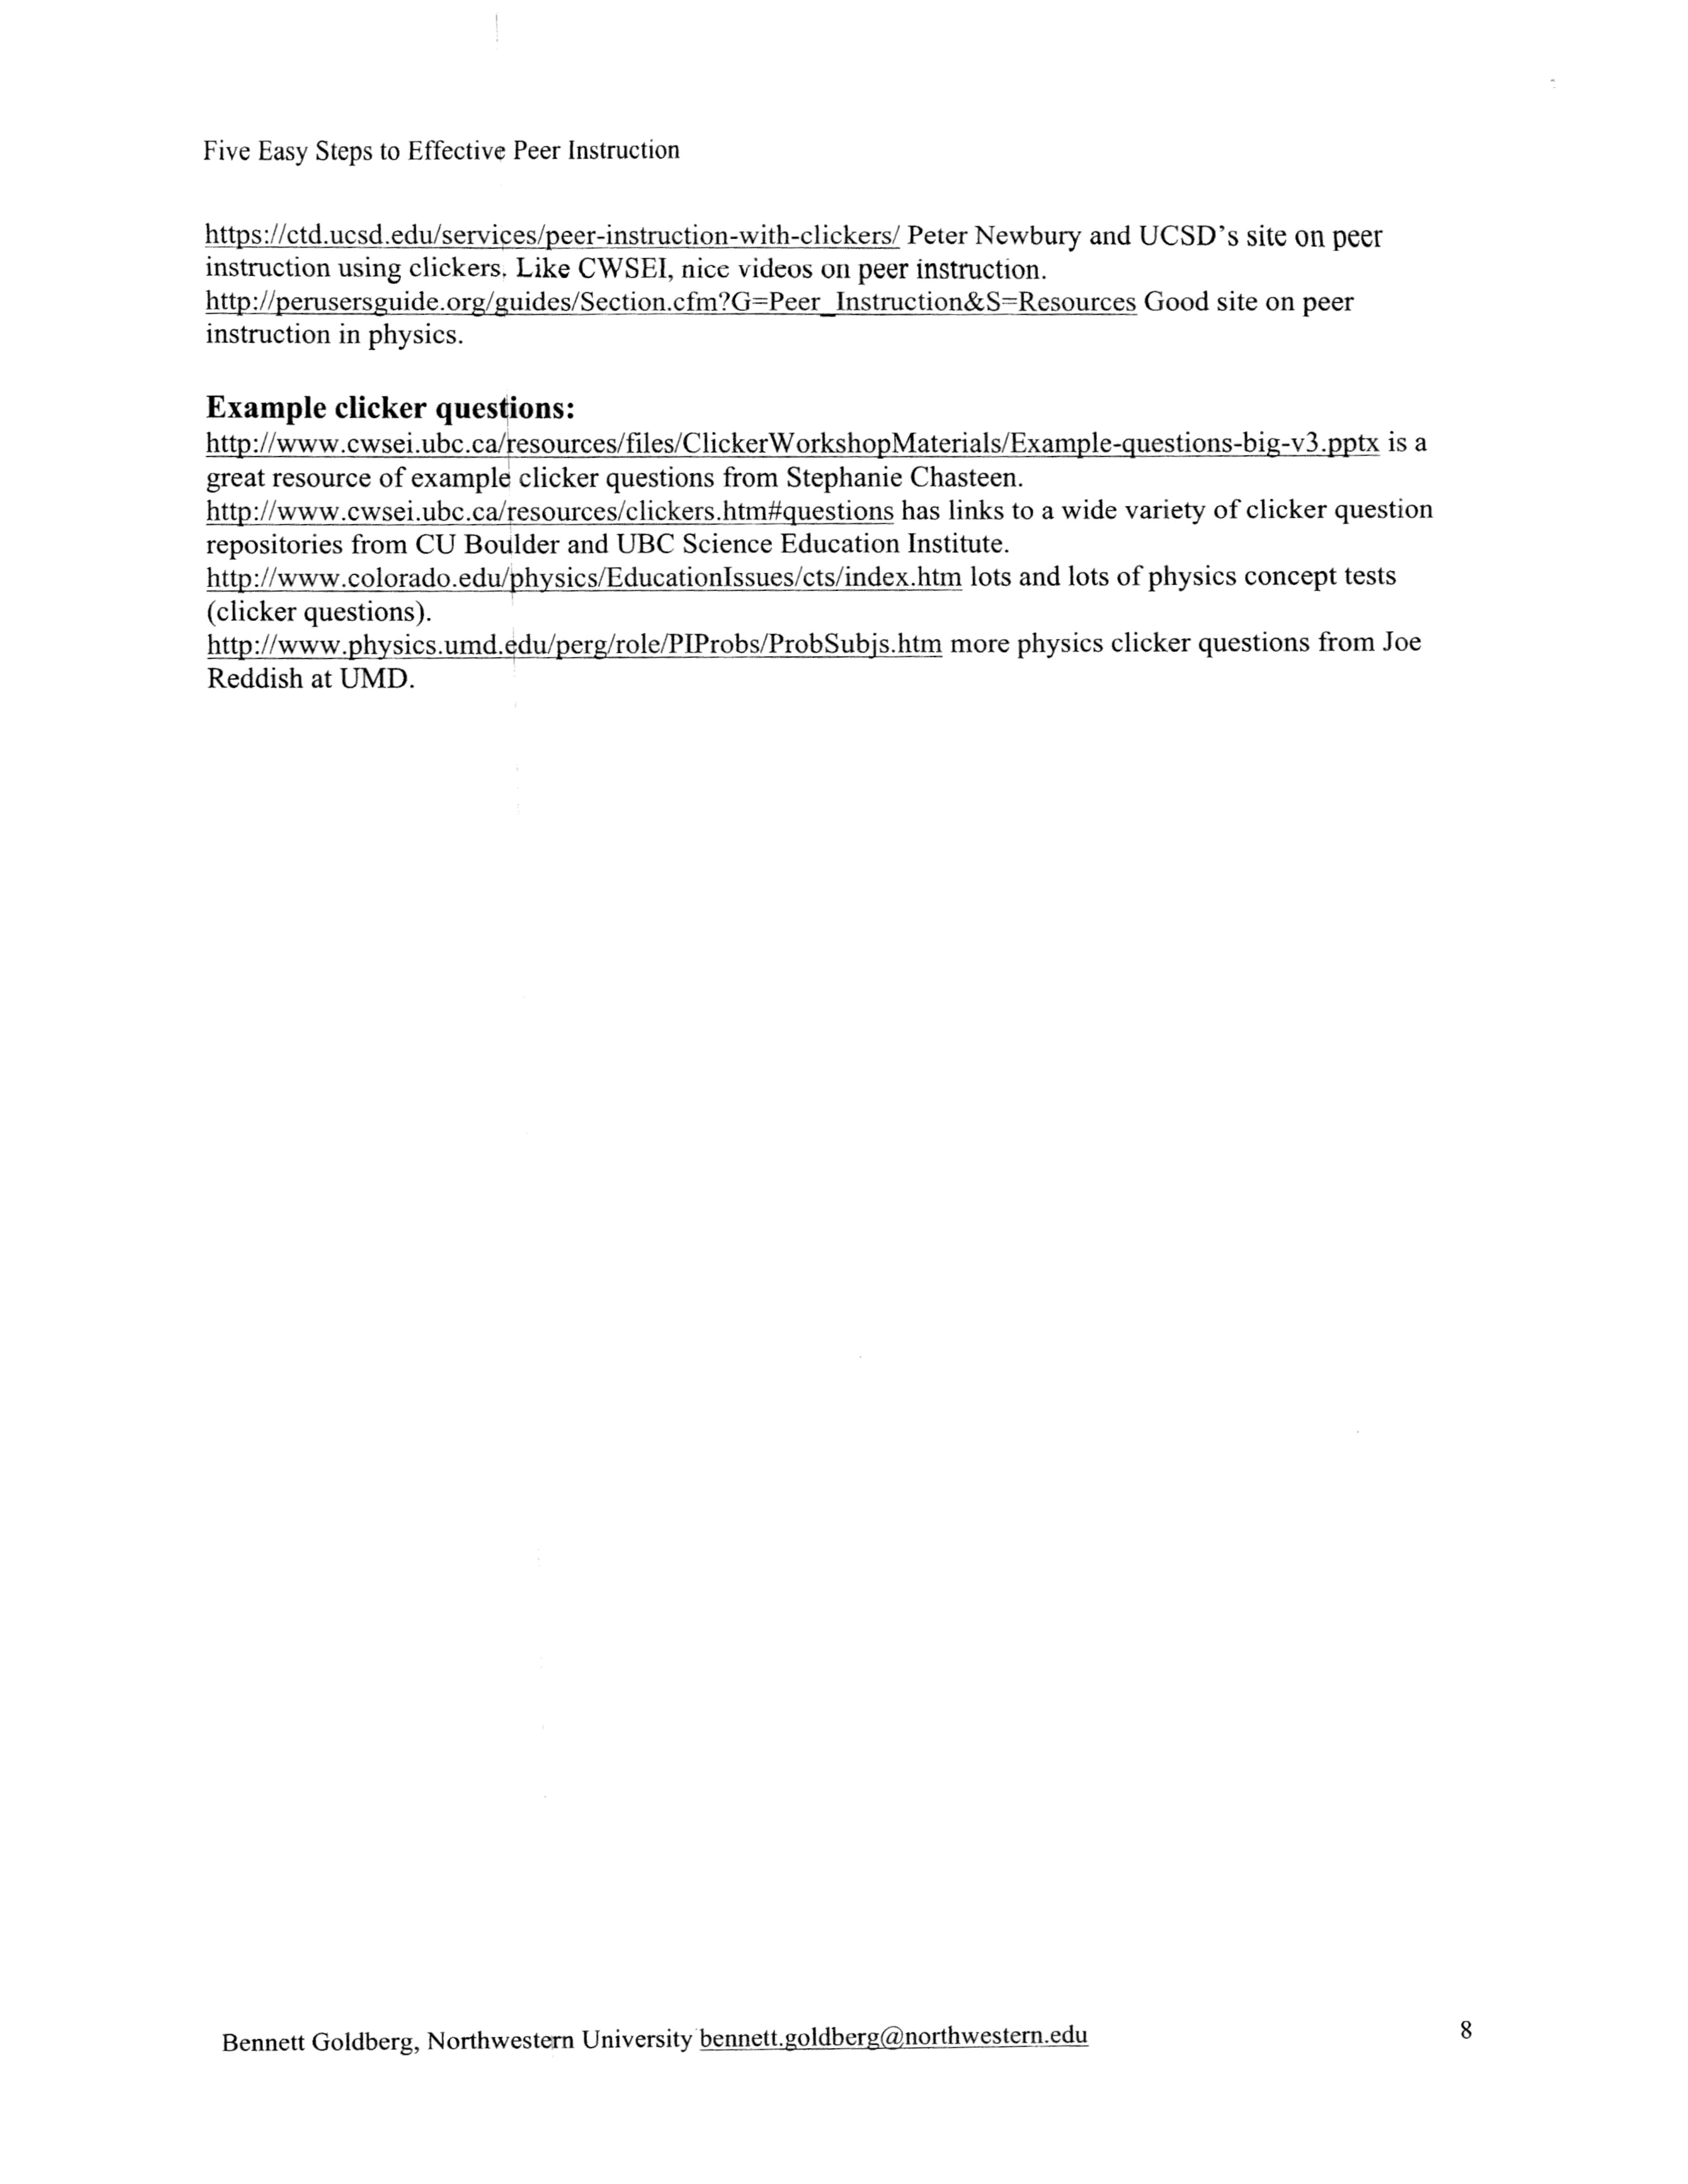 Five Easy Steps to Effective Peer Instruction
https://ctd.ucsd.edu/services/peer-instruction-with-clickers/ Peter Newbury and UCSD's site on peer
instruction using clickers. Like CWSEI, nice videos on peer instruction.
http://perusersguide.org/guides/Section.cfm?G=Peer_Instruction&S=Resources Good site on peer
instruction in physics.
Example clicker questions:
http://www.cwsei.ubc.ca/resources/files/ClickerWorkshopMaterials/Example-questions-big-v3.pptx is a
great resource of example clicker questions from Stephanie Chasteen.
http://www.cwsei.ubc.ca/resources/clickers.htm#questions has links to a wide variety of clicker question
repositories from CU Boulder and UBC Science Education Institute.
http://www.colorado.edu/physics/EducationIssues/cts/index.htm lots and lots of physics concept tests
(clicker questions).
http://www.physics.umd.edu/perg/role/PIProbs/ProbSubjs.htm more physics clicker questions from Joe
Reddish at UMD.
Bennett Goldberg, Northwestern University bennett.goldberg@northwestern.edu 8